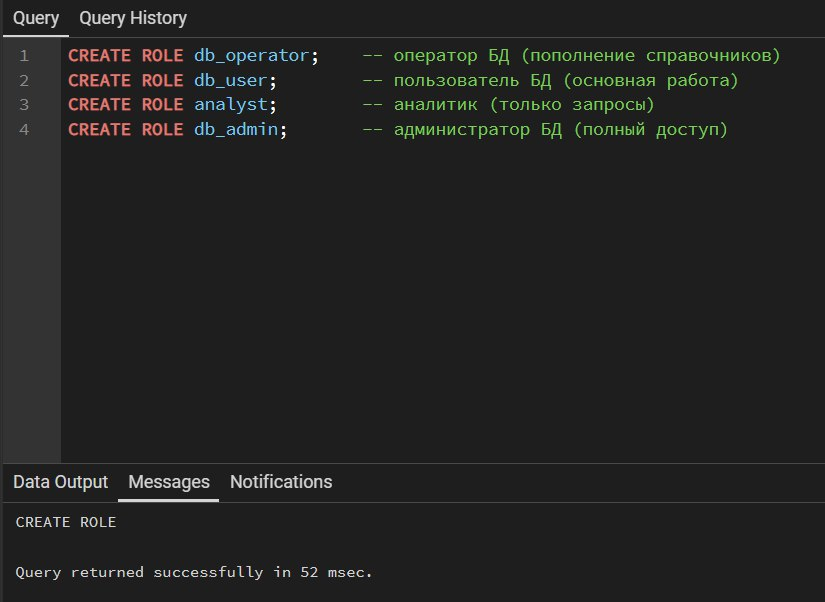 Query Query History
1 CREATE ROLE db_operator; -- оператор БД (пополнение справочников)
2 CREATE ROLE db_user; -- пользователь БД (основная работа)
3 CREATE ROLE analyst; -- аналитик (только запросы)
4 CREATE ROLE db_admin; -- администратор БД (полный доступ)
Data Output Messages Notifications
CREATE ROLE
Query returned successfully in 52 msec.